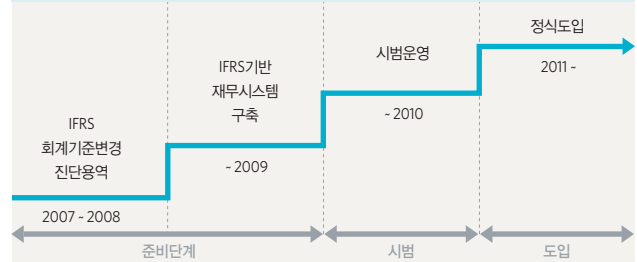 IFRS
회계기준변경
진단용역
2007 ~ 2008
IFRS기반
재무시스템
구축
~ 2009
시범운영
~ 2010
정식도입
2011 ~
준비단계
시범
도입